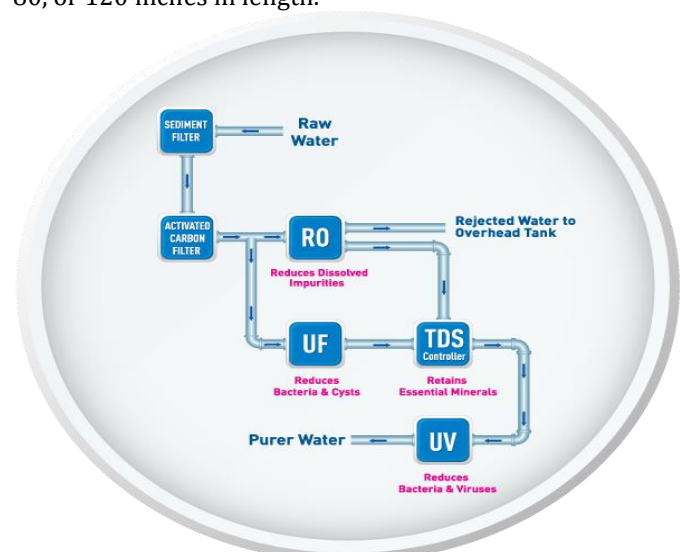 80, or 120 inches in length.
SEDIMENT
FILTER
Raw
Water
ACTIVATED
CARBON
FILTER
RO
Rejected Water to
Overhead Tank
Reduces Dissolved
Impurities
UF
TDS
Controller
Reduces
Bacteria & Cysts
Retains
Essential Minerals
Purer Water
UV
Reduces
Bacteria & Viruses